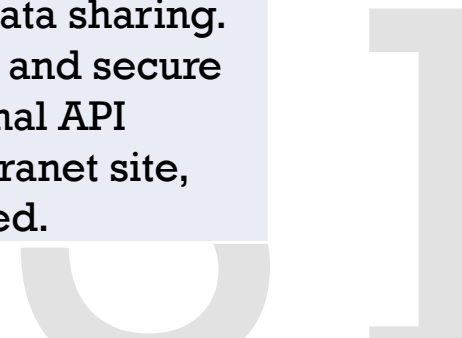 ata sharing.
and secure
nal API
ranet site,
ed.